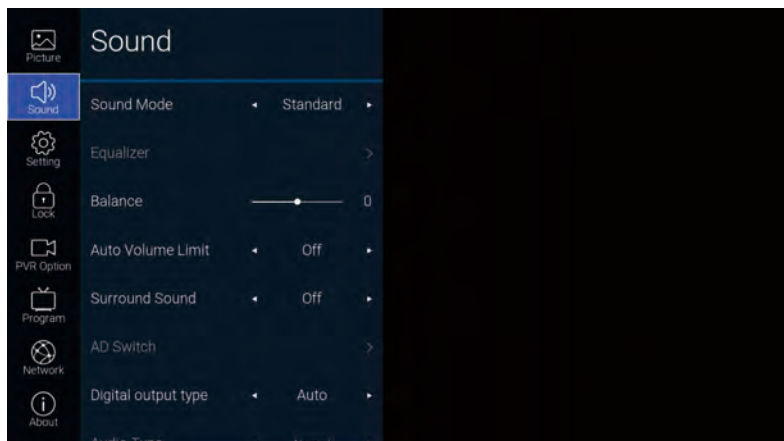 Sound
Picture
Sound
Setting
Lock
PVR Option
Program
Network
About
Sound Mode Standard
Equalizer
Balance 0
Auto Volume Limit Off
Surround Sound Off
AD Switch
Digital output type Auto